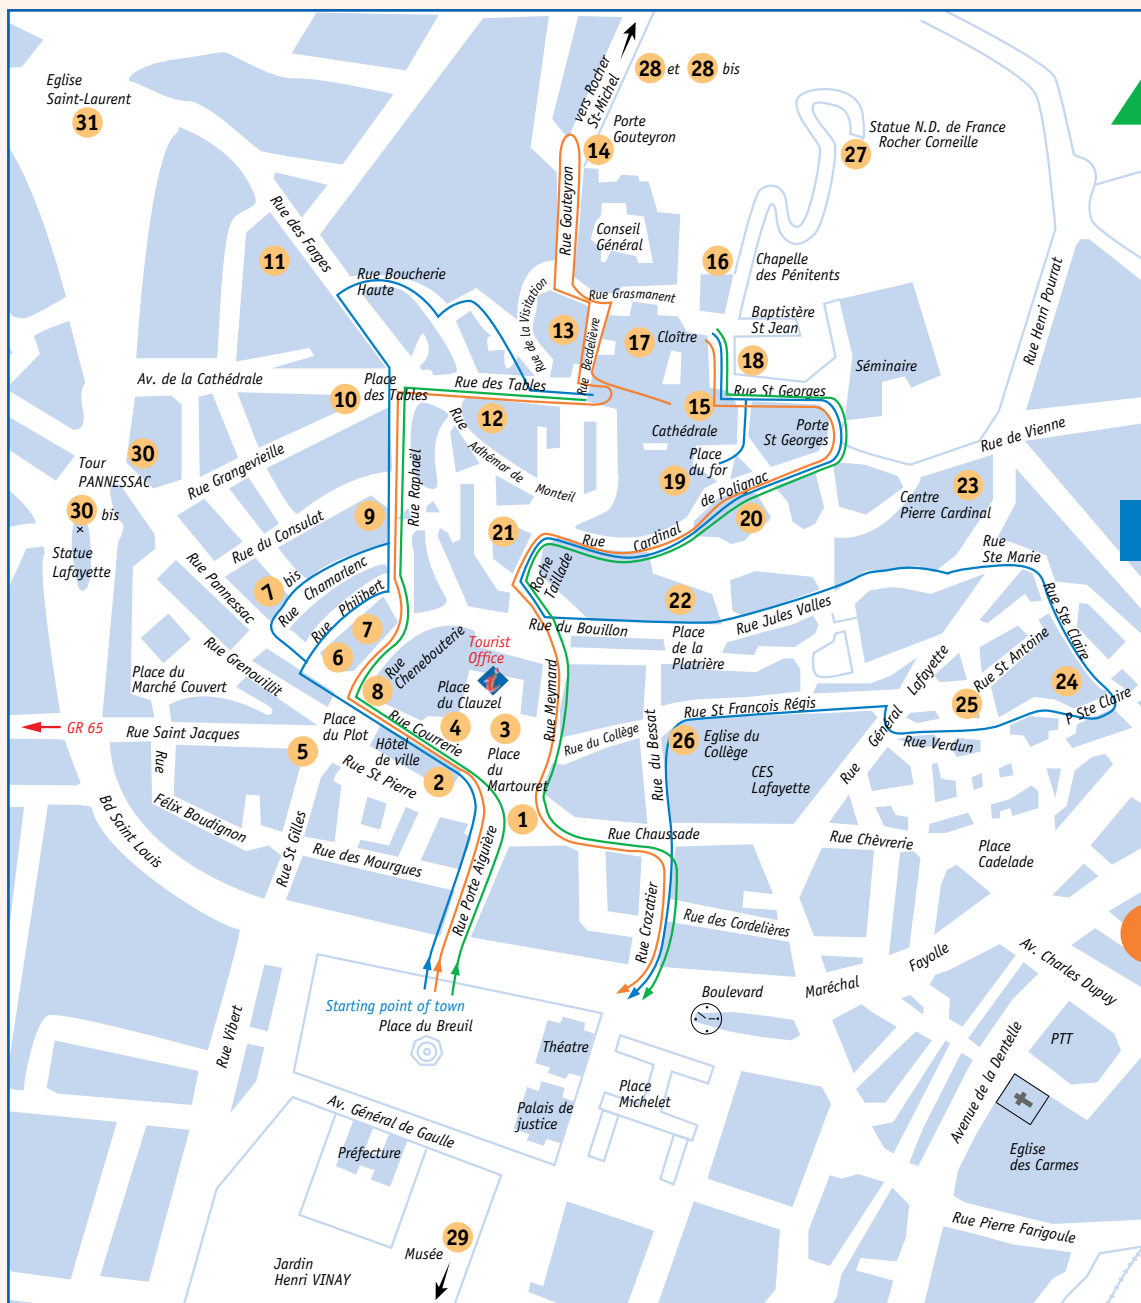 28 et 28 bis
vers Rocher
St-Michel
Eglise
Saint-Laurent
31
Porte
Gouteyron
14
Statue N.D. de France
Rocher Corneille
27
Rue des Farges
Rue Gouteyron
Conseil
Général
11
16
Chapelle
des Pénitents
Rue Henri Pourrat
Rue Boucherie
Haute
Rue de La Visitation
Rue Grasmanent
Baptistère
St Jean
13
Rue Becdelièvre
17
Cloître
18
Séminaire
Av. de la Cathédrale
10
Place
des Tables
Rue des Tables
Rue St Georges
15
Cathédrale
Porte
St Georges
12
Rue Adhémar de Monteil
Rue de Vienne
30
Tour
PANNESSAC
Rue Grangevieille
Rue Raphaël
Place
du for
19
Rue Cardinal de Polignac
20
23
Centre
Pierre Cardinal
30 bis
Statue
Lafayette
9
Rue du Consulat
21
Rue
Ste Marie
Rue Pannessac
7 bis
Rue Chamarlenc
Rue Philibert
Roche
Taillade
22
Rue Jules Valles
Rue Ste Claire
7
6
Rue du Bouillon
Place
de la
Platrière
Rue Grenouillit
Rue
Chenebouterie
Tourist
Office
Rue St Antoine
Place du
Marché Couvert
8
Place
du Clauzel
Rue Meymard
24
25
P. Ste Claire
GR 65
Rue Saint Jacques
Place
du Plot
Rue Courrerie
4
3
Rue St François Régis
Rue Général Lafayette
Rue Verdun
5
Hôtel
de ville
Rue St Pierre
2
Place
du
Martouret
Rue du Collège
Rue du Bessat
26
Eglise du
Collège
CES
Lafayette
Rue
Félix Boudignon
Bd Saint Louis
1
Rue Chaussade
Rue Chèvrerie
Place
Cadelade
Rue St Gilles
Rue des Mourgues
Rue Porte Aiguière
Rue Crozatier
Rue des Cordelières
Boulevard
Maréchal
Fayolle
Av. Charles Dupuy
Starting point of town
Place du Breuil
Rue Vibert
Théatre
Place
Michelet
Palais de
justice
Avenue de la Dentelle
PTT
Av. Général de Gaulle
Préfecture
Eglise
des Carmes
Rue Pierre Farigoule
29
Musée
Jardin
Henri VINAY